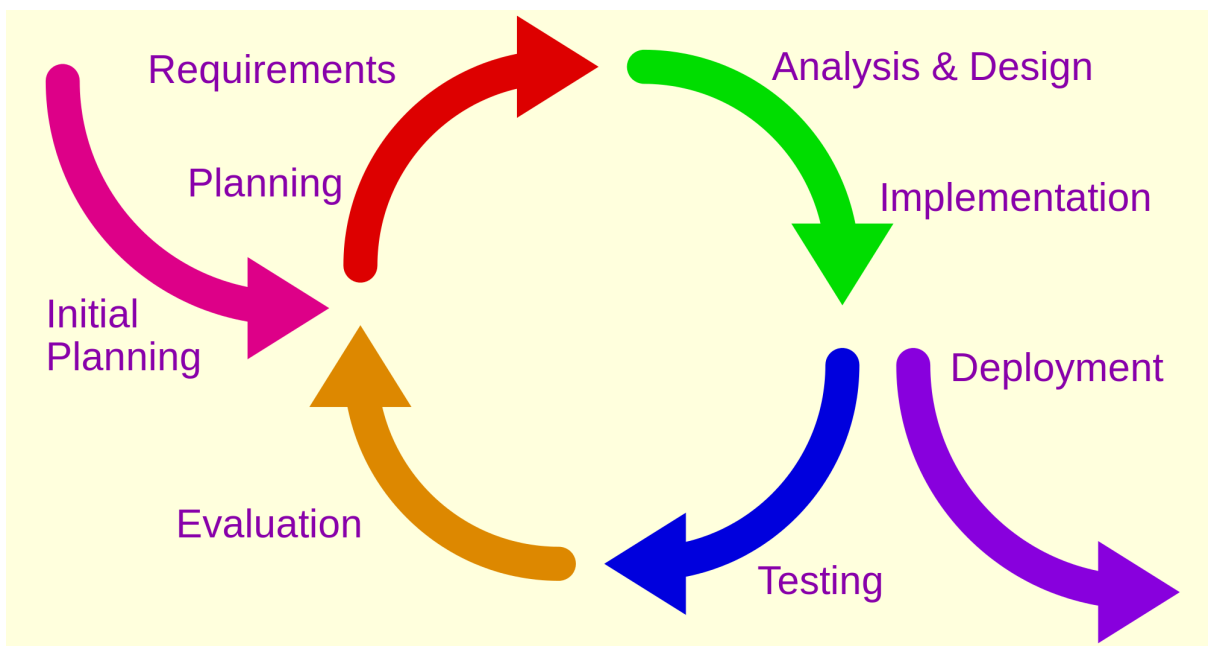 Requirements
Analysis & Design
Planning
Implementation
Initial
Planning
Deployment
Evaluation
Testing